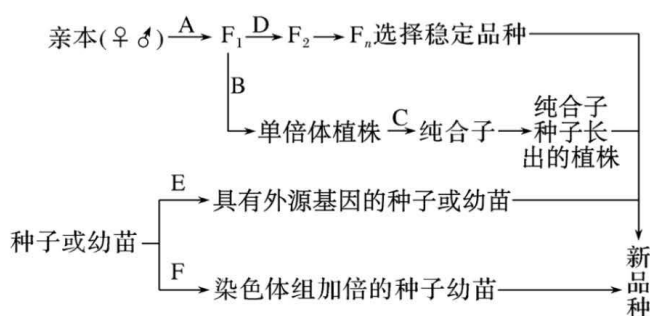 亲本(♀♂) A F₁ D F₂ Fₙ选择稳定品种
B
单倍体植株 C 纯合子 纯合子
种子长
出的植株
E
具有外源基因的种子或幼苗
种子或幼苗
F
染色体组加倍的种子幼苗
新
品
种